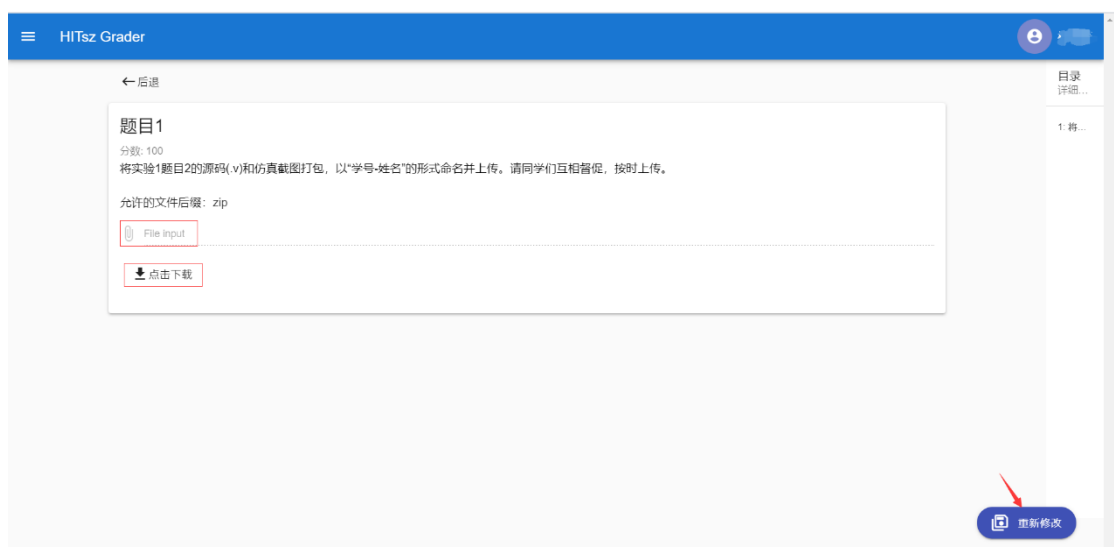 HITsz Grader
后退
目录
详细...
题目1
分数: 100
将实验1题目2的源码(.v)和仿真截图打包，以“学号-姓名”的形式命名并上传。请同学们互相督促，按时上传。
1: 将...
允许的文件后缀：zip
File input
点击下载
重新修改